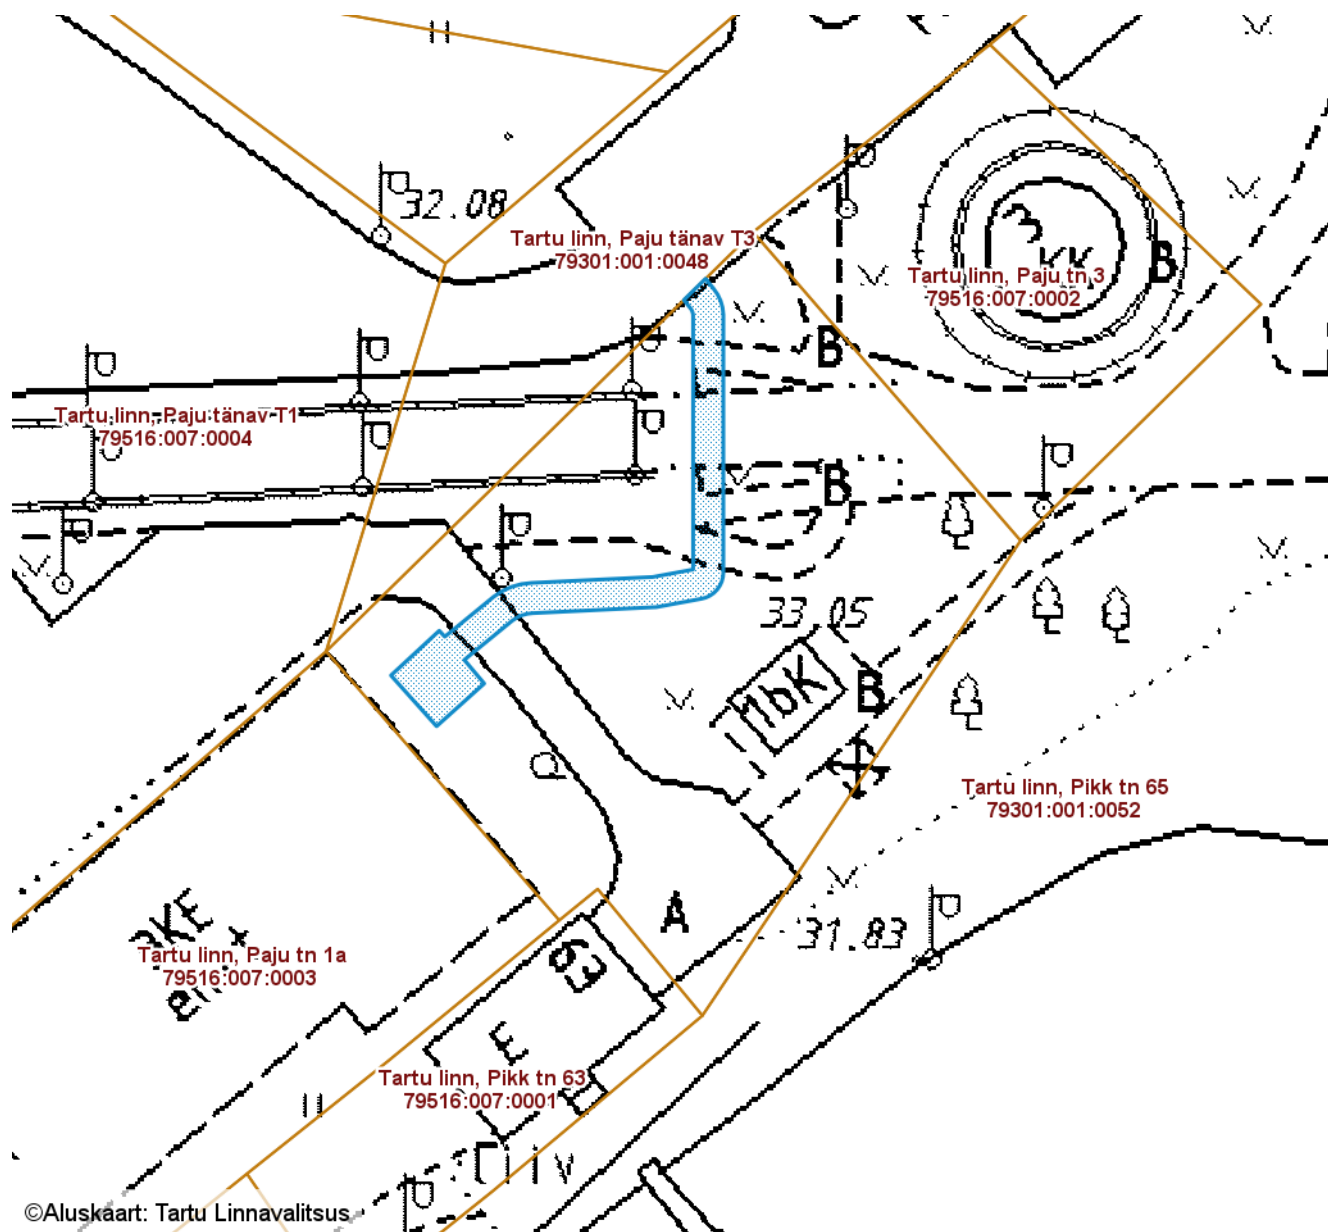 32.08
Tartu linn, Paju tänav T3
79301:001:0048
3
KK
B
Tartu linn, Paju tn 3
79516:007:0002
B
Tartu linn, Paju tänav T1
79516:007:0004
B
33.05
1bK
B
Tartu linn, Pikk tn 65
79301:001:0052
A
31.83
Tartu linn, Paju tn 1a
79516:007:0003
63
E
Tartu linn, Pikk tn 63
79516:007:0001
©Aluskaart: Tartu Linnavalitsus